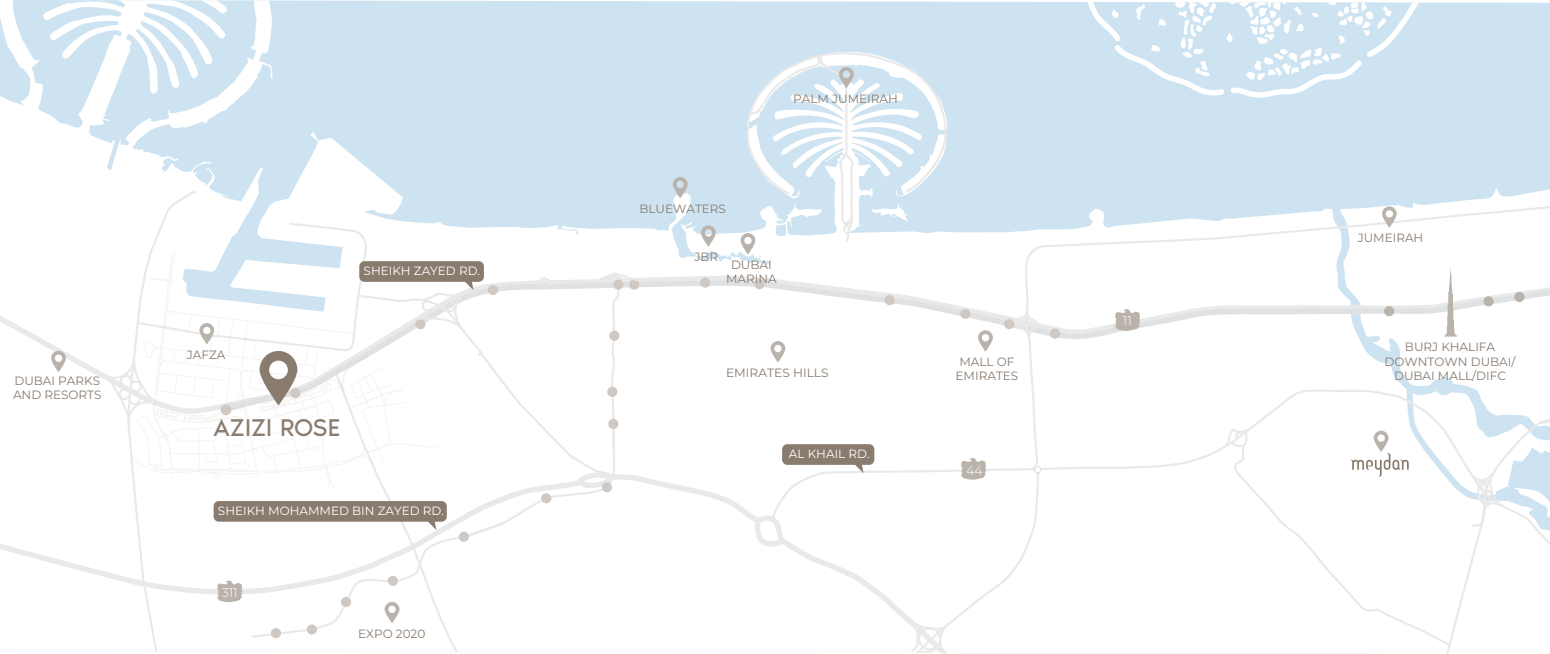 PALM JUMEIRAH
BLUEWATERS
JBR
DUBAI
MARINA
JUMEIRAH
SHEIKH ZAYED RD.
11
JAFZA
DUBAI PARKS
AND RESORTS
AZIZI ROSE
EMIRATES HILLS
MALL OF
EMIRATES
BURJ KHALIFA
DOWNTOWN DUBAI/
DUBAI MALL/DIFC
AL KHAIL RD.
44
meydan
SHEIKH MOHAMMED BIN ZAYED RD.
311
EXPO 2020